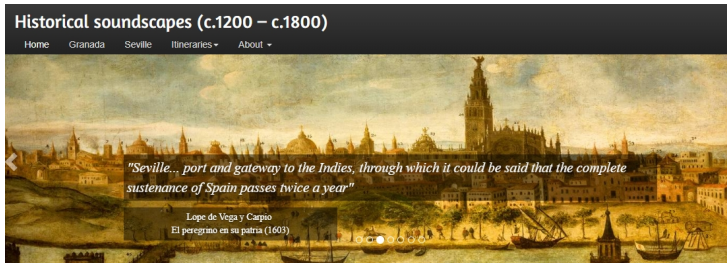 Historical soundscapes (c.1200 – c.1800)
Home Granada Seville Itineraries About
"Seville... port and gateway to the Indies, through which it could be said that the complete
sustenance of Spain passes twice a year"
Lope de Vega y Carpio
El peregrino en su patria (1603)